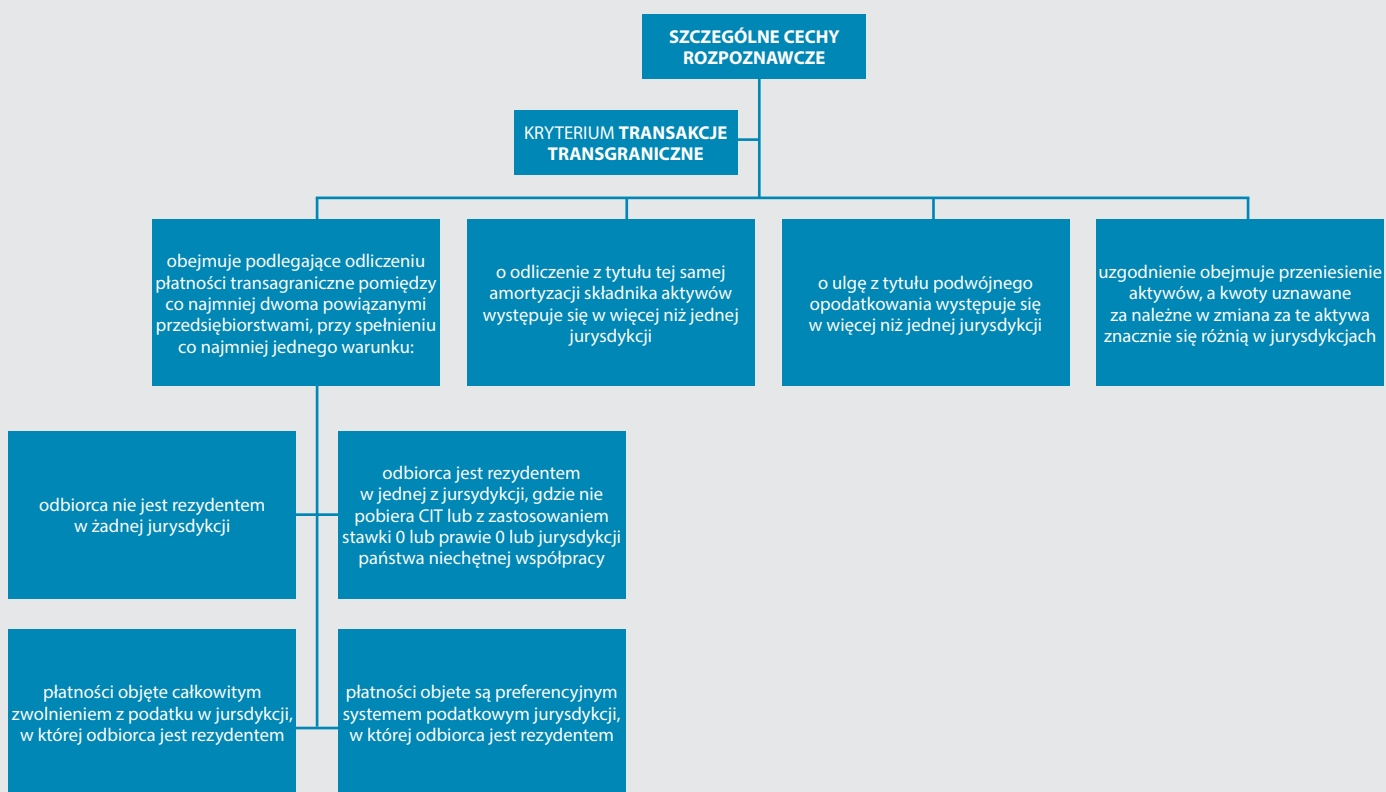 SZCZEGÓLNE CECHY
ROZPOZNAWCZE
KRYTERIUM TRANSAKCJE
TRANSGRANICZNE
obejmuje podlegające odliczeniu
płatności transagraniczne pomiędzy
co najmniej dwoma powiązanymi
przedsiębiorstwami, przy spełnieniu
co najmniej jednego warunku:
o odliczenie z tytułu tej samej
amortyzacji składnika aktywów
występuje się w więcej niż jednej
jurysdykcji
o ulgę z tytułu podwójnego
opodatkowania występuje się
w więcej niż jednej jurysdykcji
uzgodnienie obejmuje przeniesienie
aktywów, a kwoty uznawane
za należne w zmiana za te aktywa
znacznie się różnią w jurysdykcjach
odbiorca nie jest rezydentem
w żadnej jurysdykcji
odbiorca jest rezydentem
w jednej z jursydykcji, gdzie nie
pobiera CIT lub z zastosowaniem
stawki 0 lub prawie 0 lub jurysdykcji
państwa niechętnej współpracy
płatności objęte całkowitym
zwolnieniem z podatku w jursdykcji,
w której odbiorca jest rezydentem
płatności objete są preferencyjnym
systemem podatkowym jurysdykcji,
w której odbiorca jest rezydentem